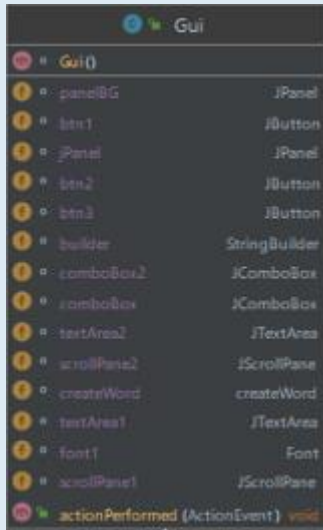 Gui
Gui()
panelBG JPanel
btn1 JButton
jPanel JPanel
btn2 JButton
btn3 JButton
builder StringBuilder
comboBox2 JComboBox
comboBox JComboBox
textArea2 JTextArea
scrollPane2 JScrollPane
createWord createWord
textArea1 JTextArea
font1 Font
scrollPane1 JScrollPane
actionPerformed (ActionEvent) void